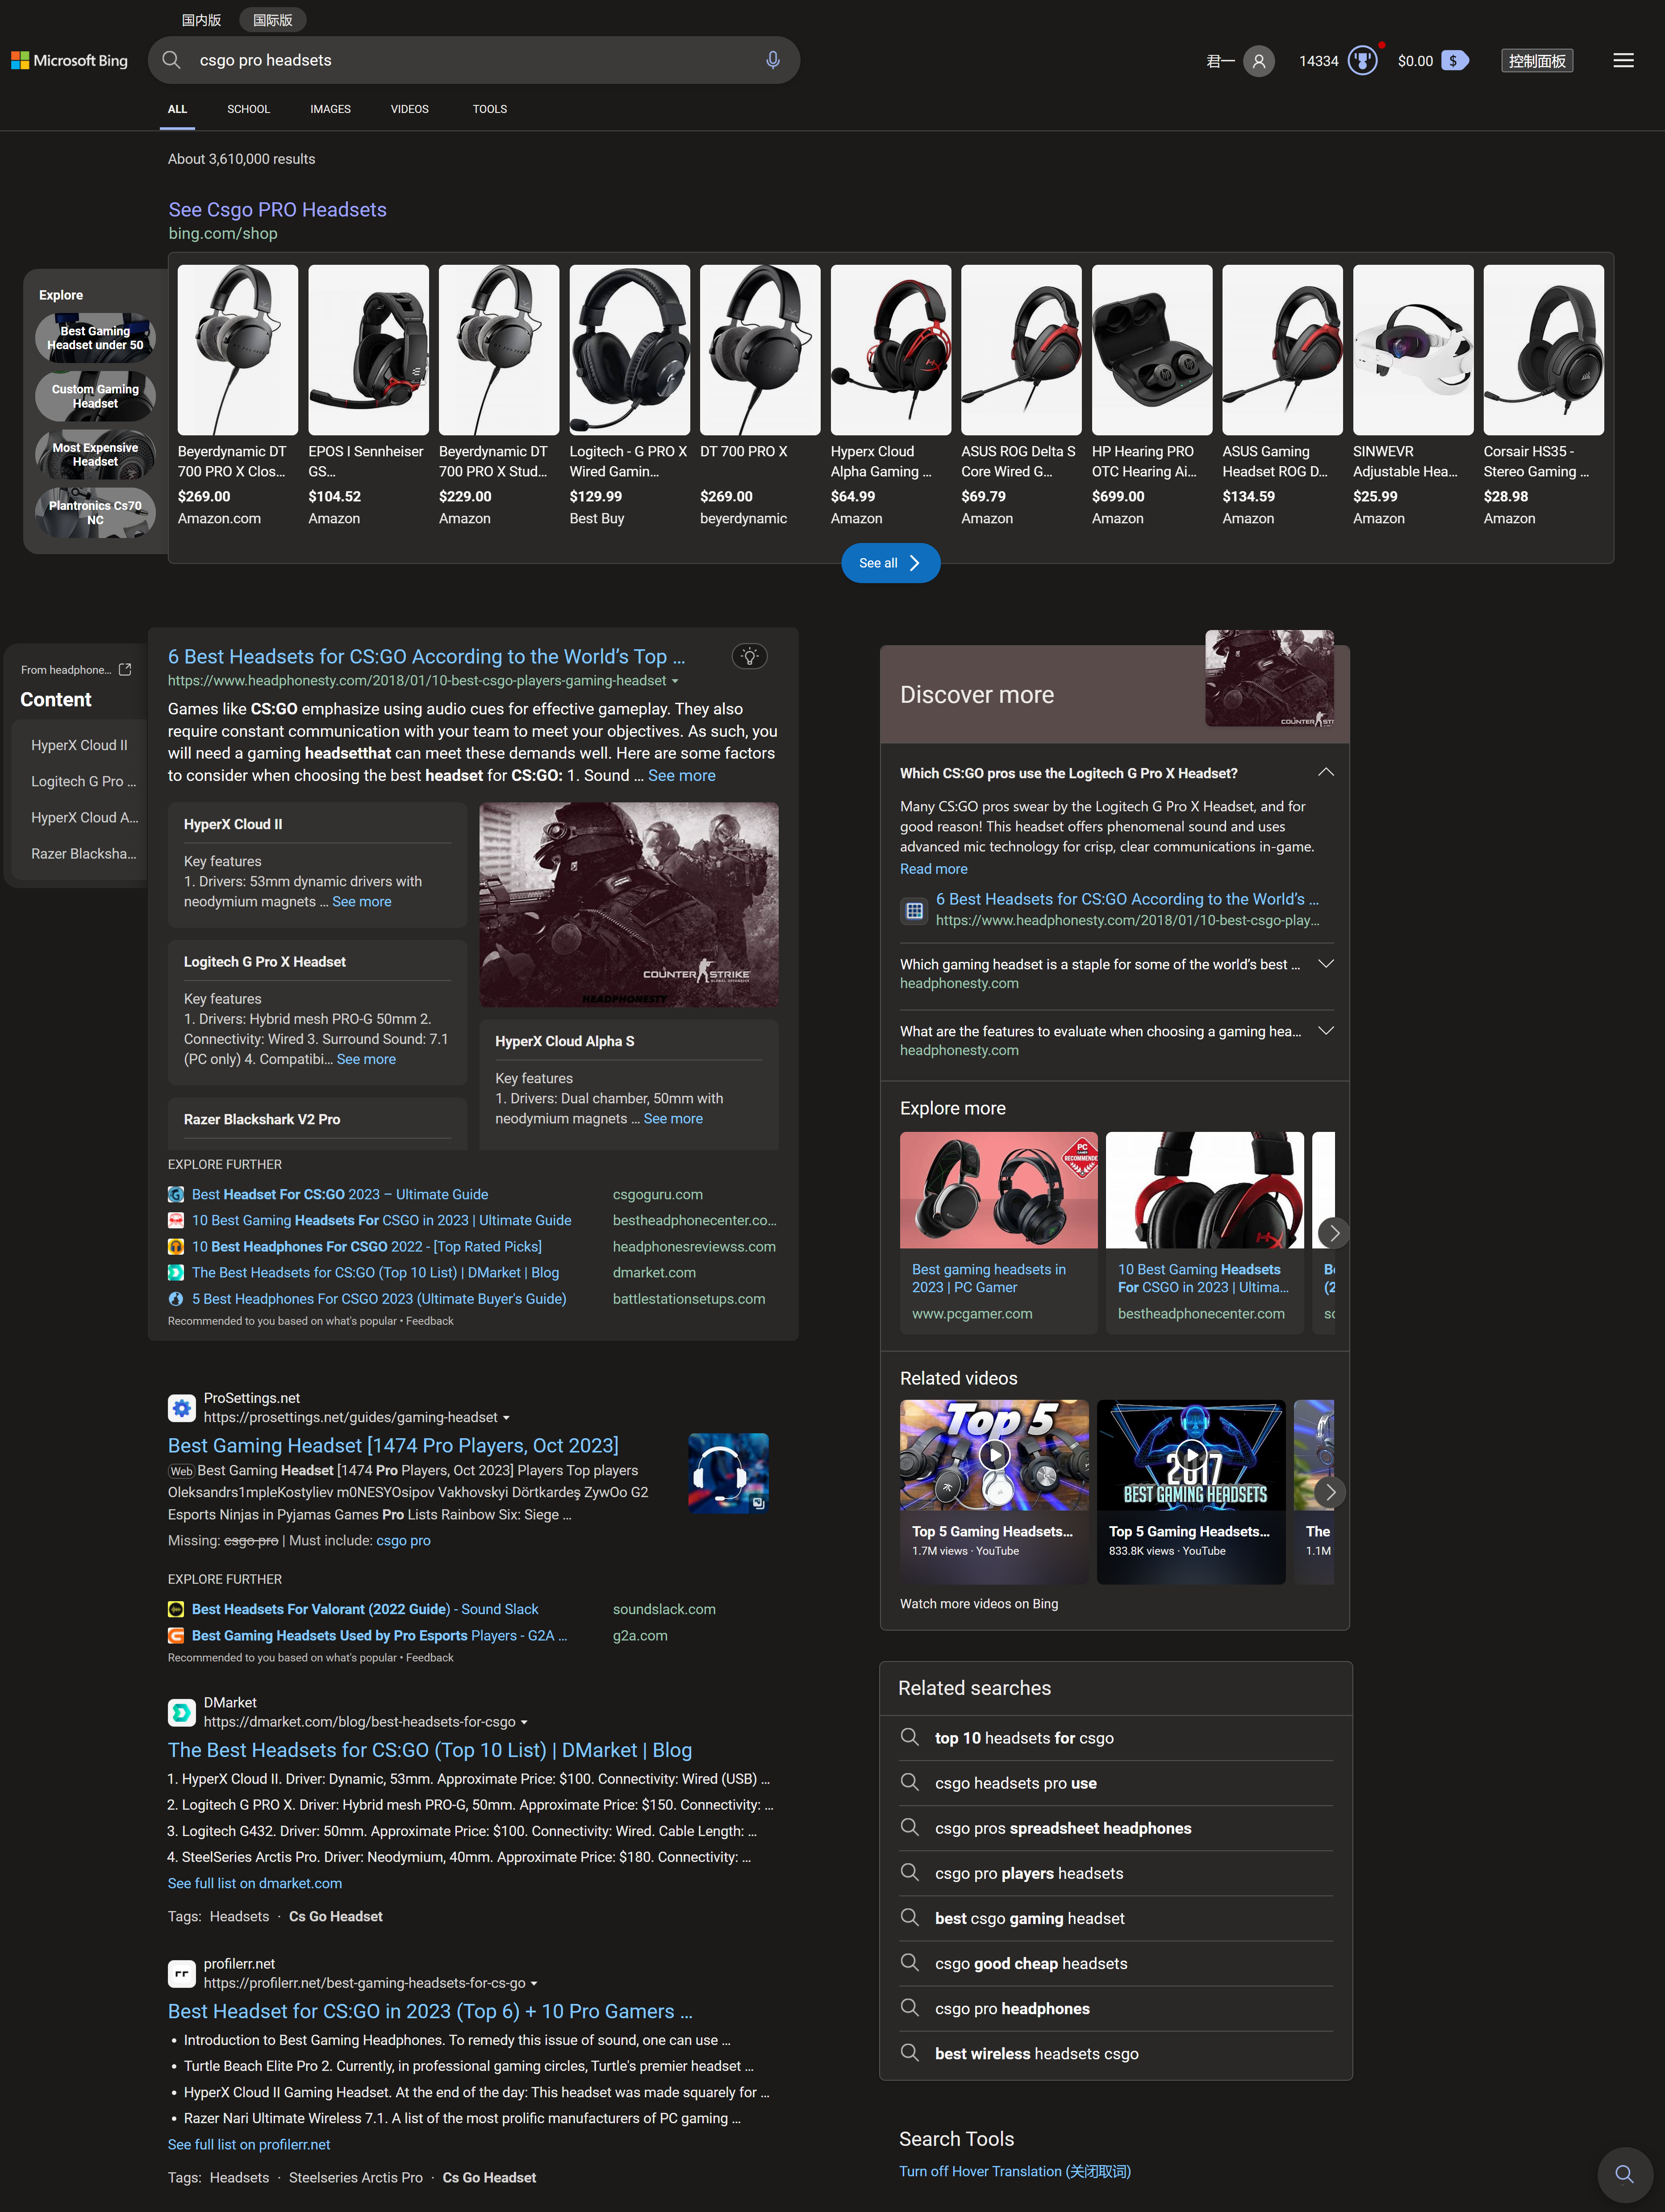 国内版
国际版
Microsoft Bing
csgo pro headsets
君一
14334
$0.00
$
控制面板
ALL
SCHOOL
IMAGES
VIDEOS
TOOLS
About 3,610,000 results
See Csgo PRO Headsets
bing.com/shop
Explore
Best Gaming
Headset under 50
Custom Gaming
Headset
Most Expensive
Headset
Plantronics Cs70
NC
Beyerdynamic DT
700 PRO X Clos...
$269.00
Amazon.com
EPOS I Sennheiser
GS...
$104.52
Amazon
Beyerdynamic DT
700 PRO X Stud...
$229.00
Amazon
Logitech - G PRO X
Wired Gamin...
$129.99
Best Buy
DT 700 PRO X
$269.00
beyerdynamic
Hyperx Cloud
Alpha Gaming ...
$64.99
Amazon
ASUS ROG Delta S
Core Wired G...
$69.79
Amazon
HP Hearing PRO
OTC Hearing Ai...
$699.00
Amazon
ASUS Gaming
Headset ROG D...
$134.59
Amazon
SINWEVR
Adjustable Hea...
$25.99
Amazon
Corsair HS35 -
Stereo Gaming ...
$28.98
Amazon
See all
From headphone...
Content
HyperX Cloud II
Logitech G Pro ...
HyperX Cloud A...
Razer Blacksha...
6 Best Headsets for CS:GO According to the World’s Top ...
https://www.headphonesty.com/2018/01/10-best-csgo-players-gaming-headset
Games like CS:GO emphasize using audio cues for effective gameplay. They also
require constant communication with your team to meet your objectives. As such, you
will need a gaming headsetthat can meet these demands well. Here are some factors
to consider when choosing the best headset for CS:GO: 1. Sound ... See more
HyperX Cloud II
Key features
1. Drivers: 53mm dynamic drivers with
neodymium magnets ... See more
Logitech G Pro X Headset
Key features
1. Drivers: Hybrid mesh PRO-G 50mm 2.
Connectivity: Wired 3. Surround Sound: 7.1
(PC only) 4. Compatibi... See more
Razer Blackshark V2 Pro
COUNTER STRIKE
GLOBAL OFFENSIVE
HEADPHONESTY
HyperX Cloud Alpha S
Key features
1. Drivers: Dual chamber, 50mm with
neodymium magnets ... See more
EXPLORE FURTHER
Best Headset For CS:GO 2023 – Ultimate Guide
csgoguru.com
10 Best Gaming Headsets For CSGO in 2023 | Ultimate Guide
bestheadphonecenter.co...
10 Best Headphones For CSGO 2022 - [Top Rated Picks]
headphonesreviewss.com
The Best Headsets for CS:GO (Top 10 List) | DMarket | Blog
dmarket.com
5 Best Headphones For CSGO 2023 (Ultimate Buyer's Guide)
battlestationsetups.com
Recommended to you based on what's popular • Feedback
ProSettings.net
https://prosettings.net/guides/gaming-headset
Best Gaming Headset [1474 Pro Players, Oct 2023]
Web Best Gaming Headset [1474 Pro Players, Oct 2023] Players Top players
Oleksandrs1mpleKostyliev m0NESYOsipov Vakhovskyi Dörtkardeş ZywOo G2
Esports Ninjas in Pyjamas Games Pro Lists Rainbow Six: Siege ...
Missing: csgo pro | Must include: csgo pro
EXPLORE FURTHER
Best Headsets For Valorant (2022 Guide) - Sound Slack
soundslack.com
Best Gaming Headsets Used by Pro Esports Players - G2A ...
g2a.com
Recommended to you based on what's popular • Feedback
DMarket
https://dmarket.com/blog/best-headsets-for-csgo
The Best Headsets for CS:GO (Top 10 List) | DMarket | Blog
1. HyperX Cloud II. Driver: Dynamic, 53mm. Approximate Price: $100. Connectivity: Wired (USB) ...
2. Logitech G PRO X. Driver: Hybrid mesh PRO-G, 50mm. Approximate Price: $150. Connectivity: ...
3. Logitech G432. Driver: 50mm. Approximate Price: $100. Connectivity: Wired. Cable Length: ...
4. SteelSeries Arctis Pro. Driver: Neodymium, 40mm. Approximate Price: $180. Connectivity: ...
See full list on dmarket.com
Tags: Headsets · Cs Go Headset
profilerr.net
https://profilerr.net/best-gaming-headsets-for-cs-go
Best Headset for CS:GO in 2023 (Top 6) + 10 Pro Gamers ...
• Introduction to Best Gaming Headphones. To remedy this issue of sound, one can use ...
• Turtle Beach Elite Pro 2. Currently, in professional gaming circles, Turtle's premier headset ...
• HyperX Cloud II Gaming Headset. At the end of the day: This headset was made squarely for ...
• Razer Nari Ultimate Wireless 7.1. A list of the most prolific manufacturers of PC gaming ...
See full list on profilerr.net
Tags: Headsets · Steelseries Arctis Pro · Cs Go Headset
Discover more
COUNTER STR
Which CS:GO pros use the Logitech G Pro X Headset?
Many CS:GO pros swear by the Logitech G Pro X Headset, and for
good reason! This headset offers phenomenal sound and uses
advanced mic technology for crisp, clear communications in-game.
Read more
6 Best Headsets for CS:GO According to the World’s ...
https://www.headphonesty.com/2018/01/10-best-csgo-play...
Which gaming headset is a staple for some of the world’s best ...
headphonesty.com
What are the features to evaluate when choosing a gaming hea...
headphonesty.com
Explore more
PC
GAMER
RECOMMENDE
Best gaming headsets in
2023 | PC Gamer
www.pcgamer.com
10 Best Gaming Headsets
For CSGO in 2023 | Ultima...
bestheadphonecenter.com
Be
(2
sc
Related videos
Top 5
Top 5 Gaming Headsets...
1.7M views · YouTube
2017
BEST GAMING HEADSETS
Top 5 Gaming Headsets...
833.8K views · YouTube
The
1.1M
Watch more videos on Bing
Related searches
top 10 headsets for csgo
csgo headsets pro use
csgo pros spreadsheet headphones
csgo pro players headsets
best csgo gaming headset
csgo good cheap headsets
csgo pro headphones
best wireless headsets csgo
Search Tools
Turn off Hover Translation (关闭取词)